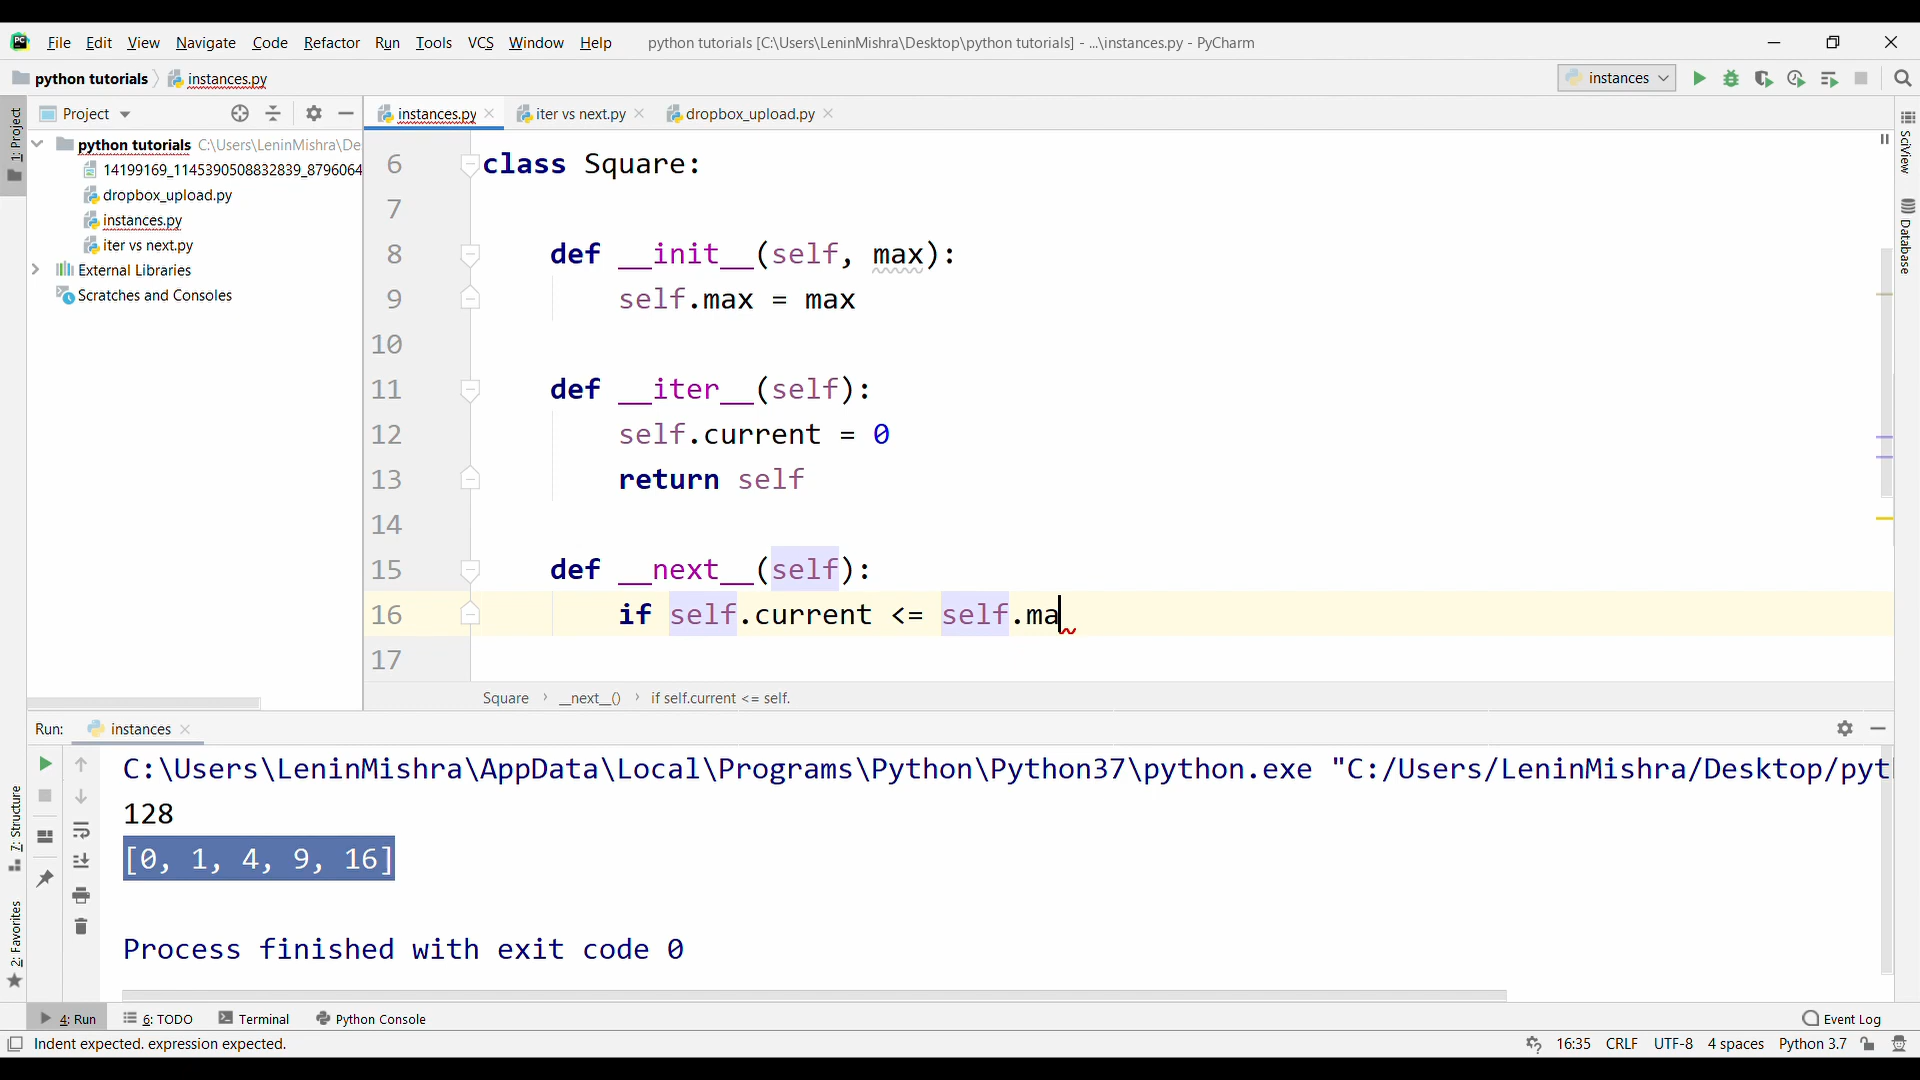 PC File Edit View Navigate Code Refactor Run Tools VCS Window Help python tutorials [C:\Users\LeninMishra\Desktop\python tutorials] - ...\instances.py - PyCharm
python tutorials instances.py instances
Project instances.py iter vs next.py dropbox_upload.py
1: Project
python tutorials C:\Users\LeninMishra\De
14199169_1145390508832839_8796064
dropbox_upload.py
instances.py
iter vs next.py
External Libraries
Scratches and Consoles
6 class Square:
7
8 def __init__(self, max):
9 self.max = max
10
11 def __iter__(self):
12 self.current = 0
13 return self
14
15 def __next__(self):
16 if self.current <= self.ma
17
Square __next__() if self.current <= self.
SciView
Database
Run: instances
C:\Users\LeninMishra\AppData\Local\Programs\Python\Python37\python.exe "C:/Users/LeninMishra/Desktop/pyt
128
[0, 1, 4, 9, 16]
Process finished with exit code 0
7: Structure
2: Favorites
4: Run 6: TODO Terminal Python Console Event Log
Indent expected. expression expected. 16:35 CRLF UTF-8 4 spaces Python 3.7